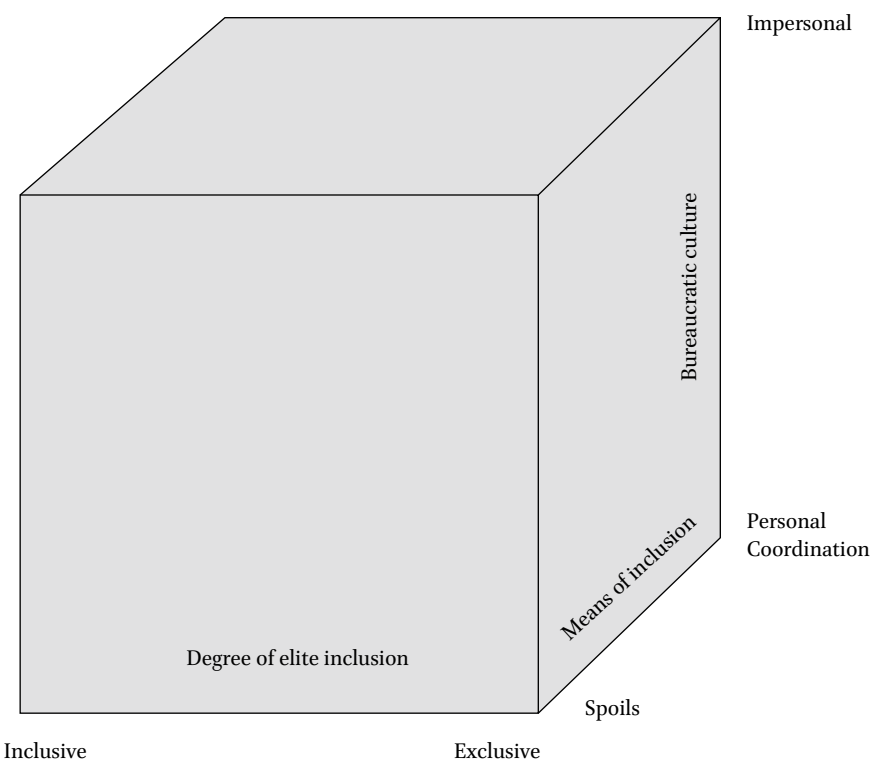 Impersonal
Bureaucratic culture
Personal
Coordination
Means of inclusion
Degree of elite inclusion
Spoils
Inclusive
Exclusive